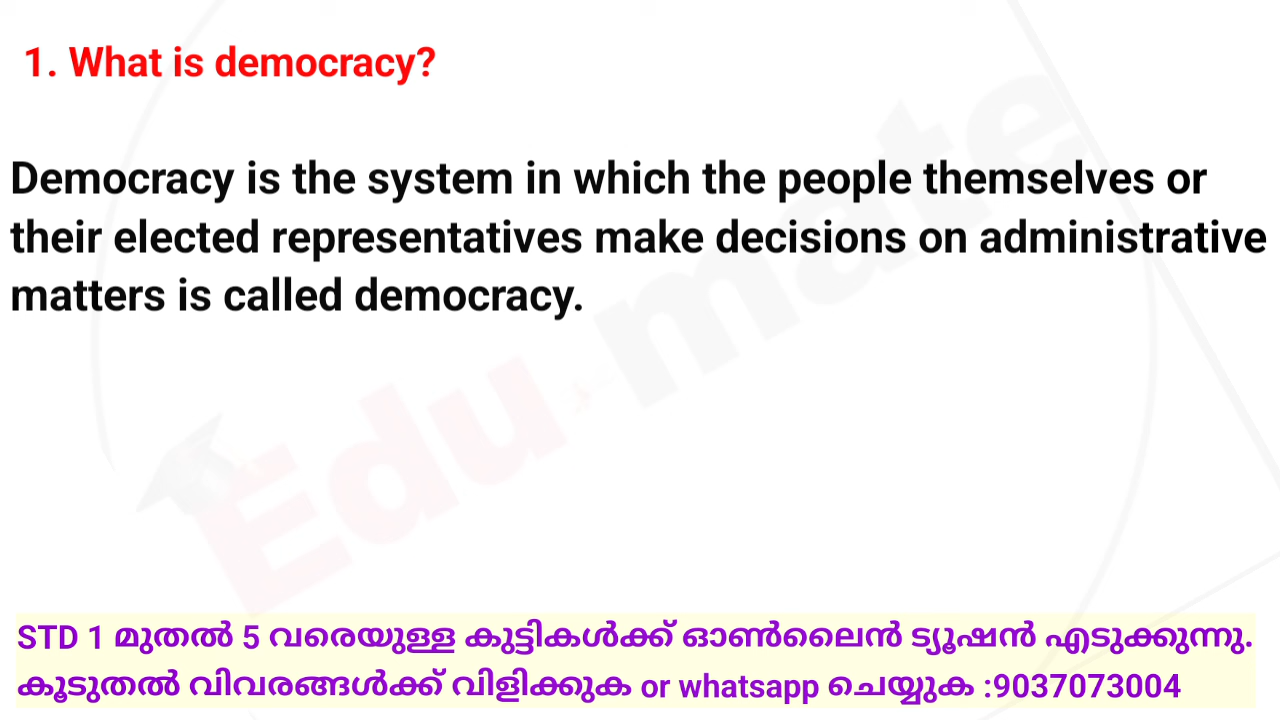 1. What is democracy?
Democracy is the system in which the people themselves or
their elected representatives make decisions on administrative
matters is called democracy.
Edu mate
STD 1 മുതൽ 5 വരെയുള്ള കുട്ടികൾക്ക് ഓൺലൈൻ ട്യൂഷൻ എടുക്കുന്നു.
കൂടുതൽ വിവരങ്ങൾക്ക് വിളിക്കുക or whatsapp ചെയ്യുക :9037073004